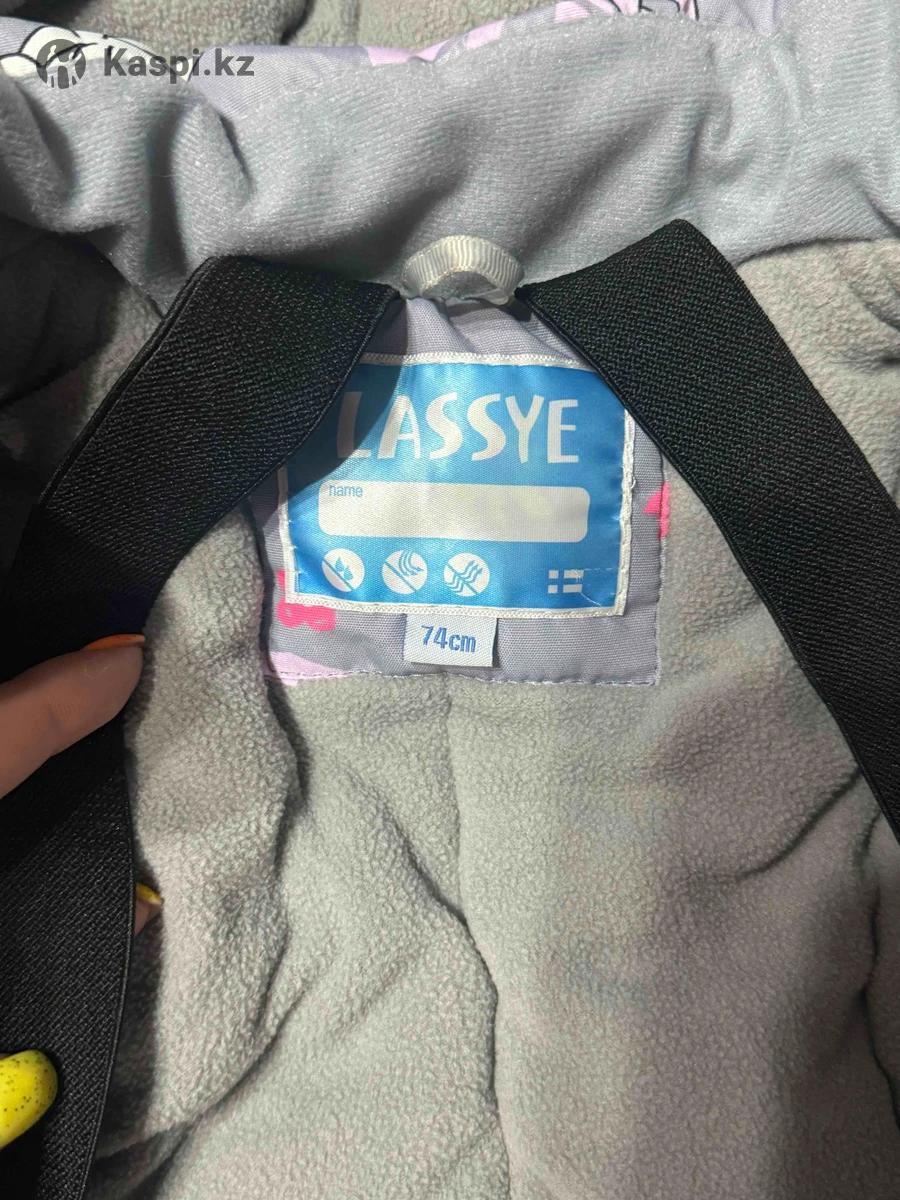 Kaspi.kz
LASSYE
name
74cm